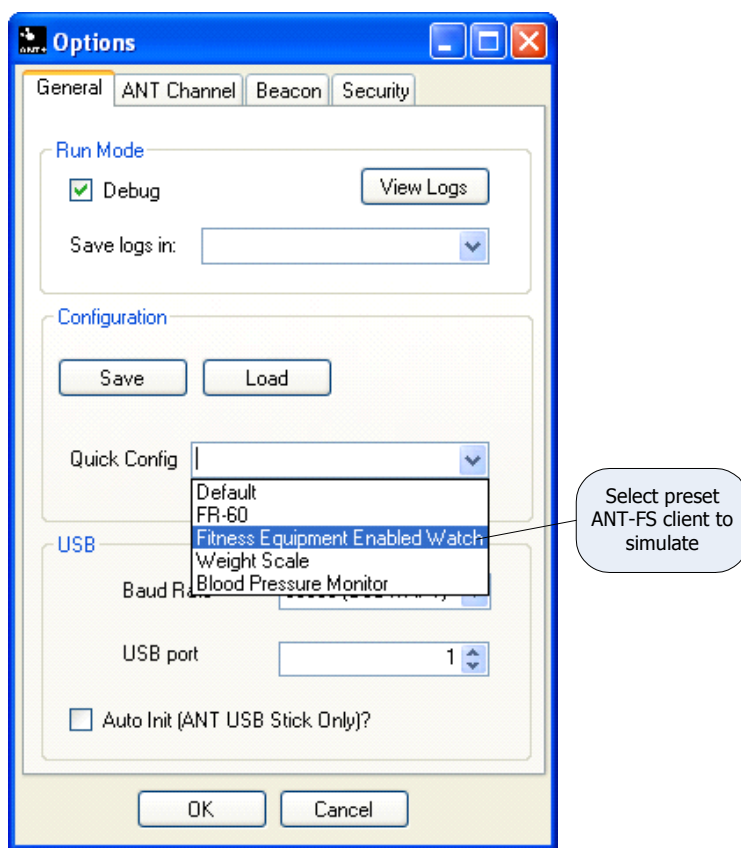 ANT+ Options
General ANT Channel Beacon Security
Run Mode
Debug
View Logs
Save logs in:
Configuration
Save Load
Quick Config
Default
FR-60
Fitness Equipment Enabled Watch
Weight Scale
Blood Pressure Monitor
Select preset
ANT-FS client to
simulate
USB
Baud
USB port 1
Auto Init (ANT USB Stick Only)?
OK Cancel